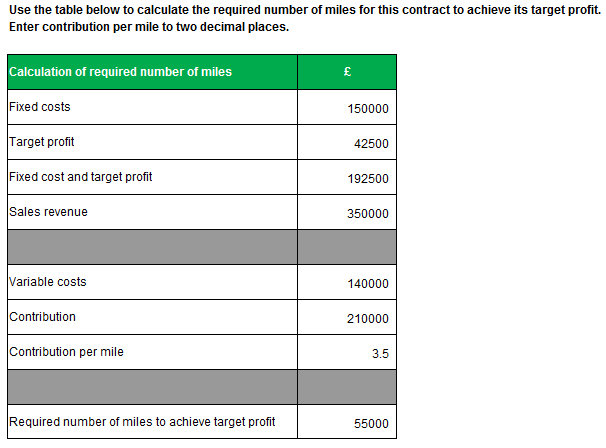 Use the table below to calculate the required number of miles for this contract to achieve its target profit.
Enter contribution per mile to two decimal places.
Calculation of required number of miles £
Fixed costs 150000
Target profit 42500
Fixed cost and target profit 192500
Sales revenue 350000
Variable costs 140000
Contribution 210000
Contribution per mile 3.5
Required number of miles to achieve target profit 55000